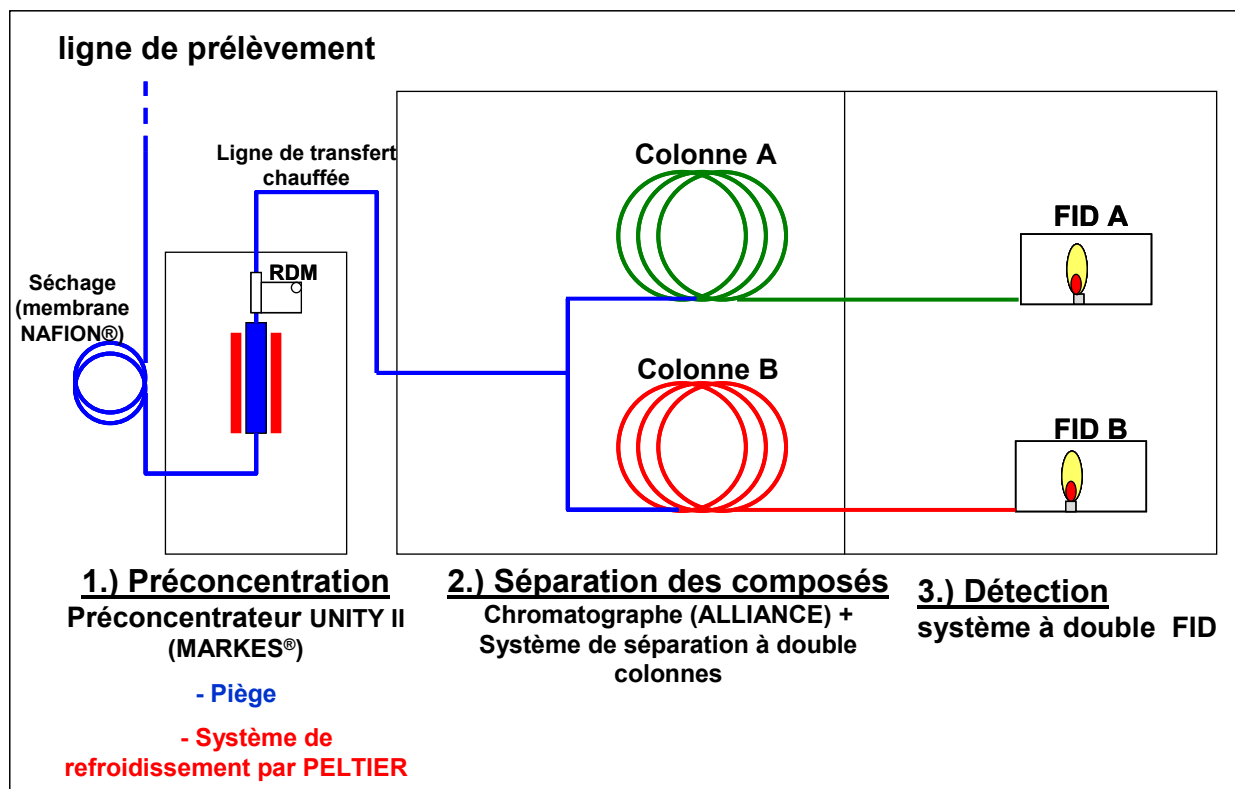 ligne de prélèvement
Ligne de transfert
chauffée
Séchage
(membrane
NAFION®)
RDM
Colonne A
Colonne B
FID A
FID B
1.) Préconcentration
Préconcentrateur UNITY II
(MARKES®)
- Piège
- Système de
refroidissement par PELTIER
2.) Séparation des composés
Chromatographe (ALLIANCE) +
Système de séparation à double
colonnes
3.) Détection
système à double FID